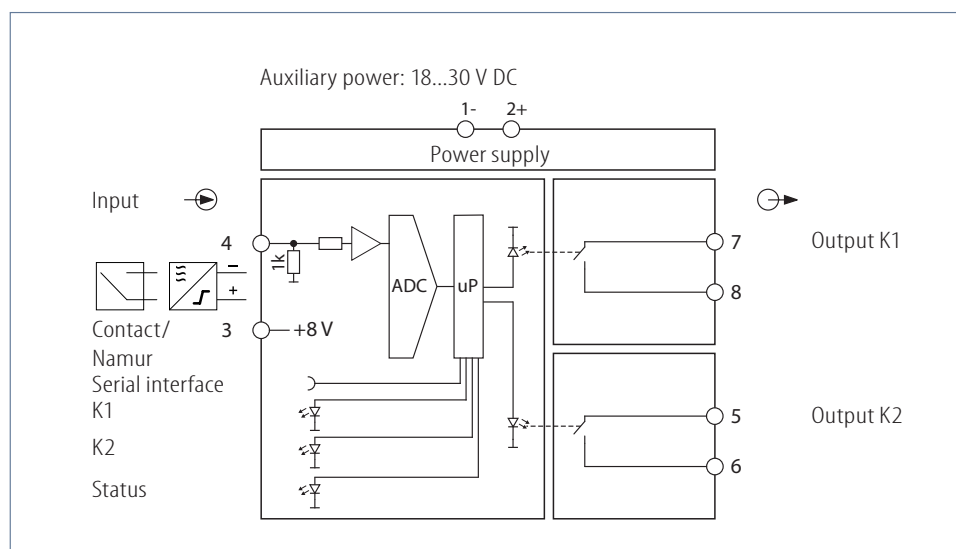 Auxiliary power: 18...30 V DC
1- 2+
Power supply
Input
4
1k
ADC
uP
7
Output K1
8
−
+
Contact/
3
+8 V
Namur
Serial interface
K1
K2
Status
5
Output K2
6